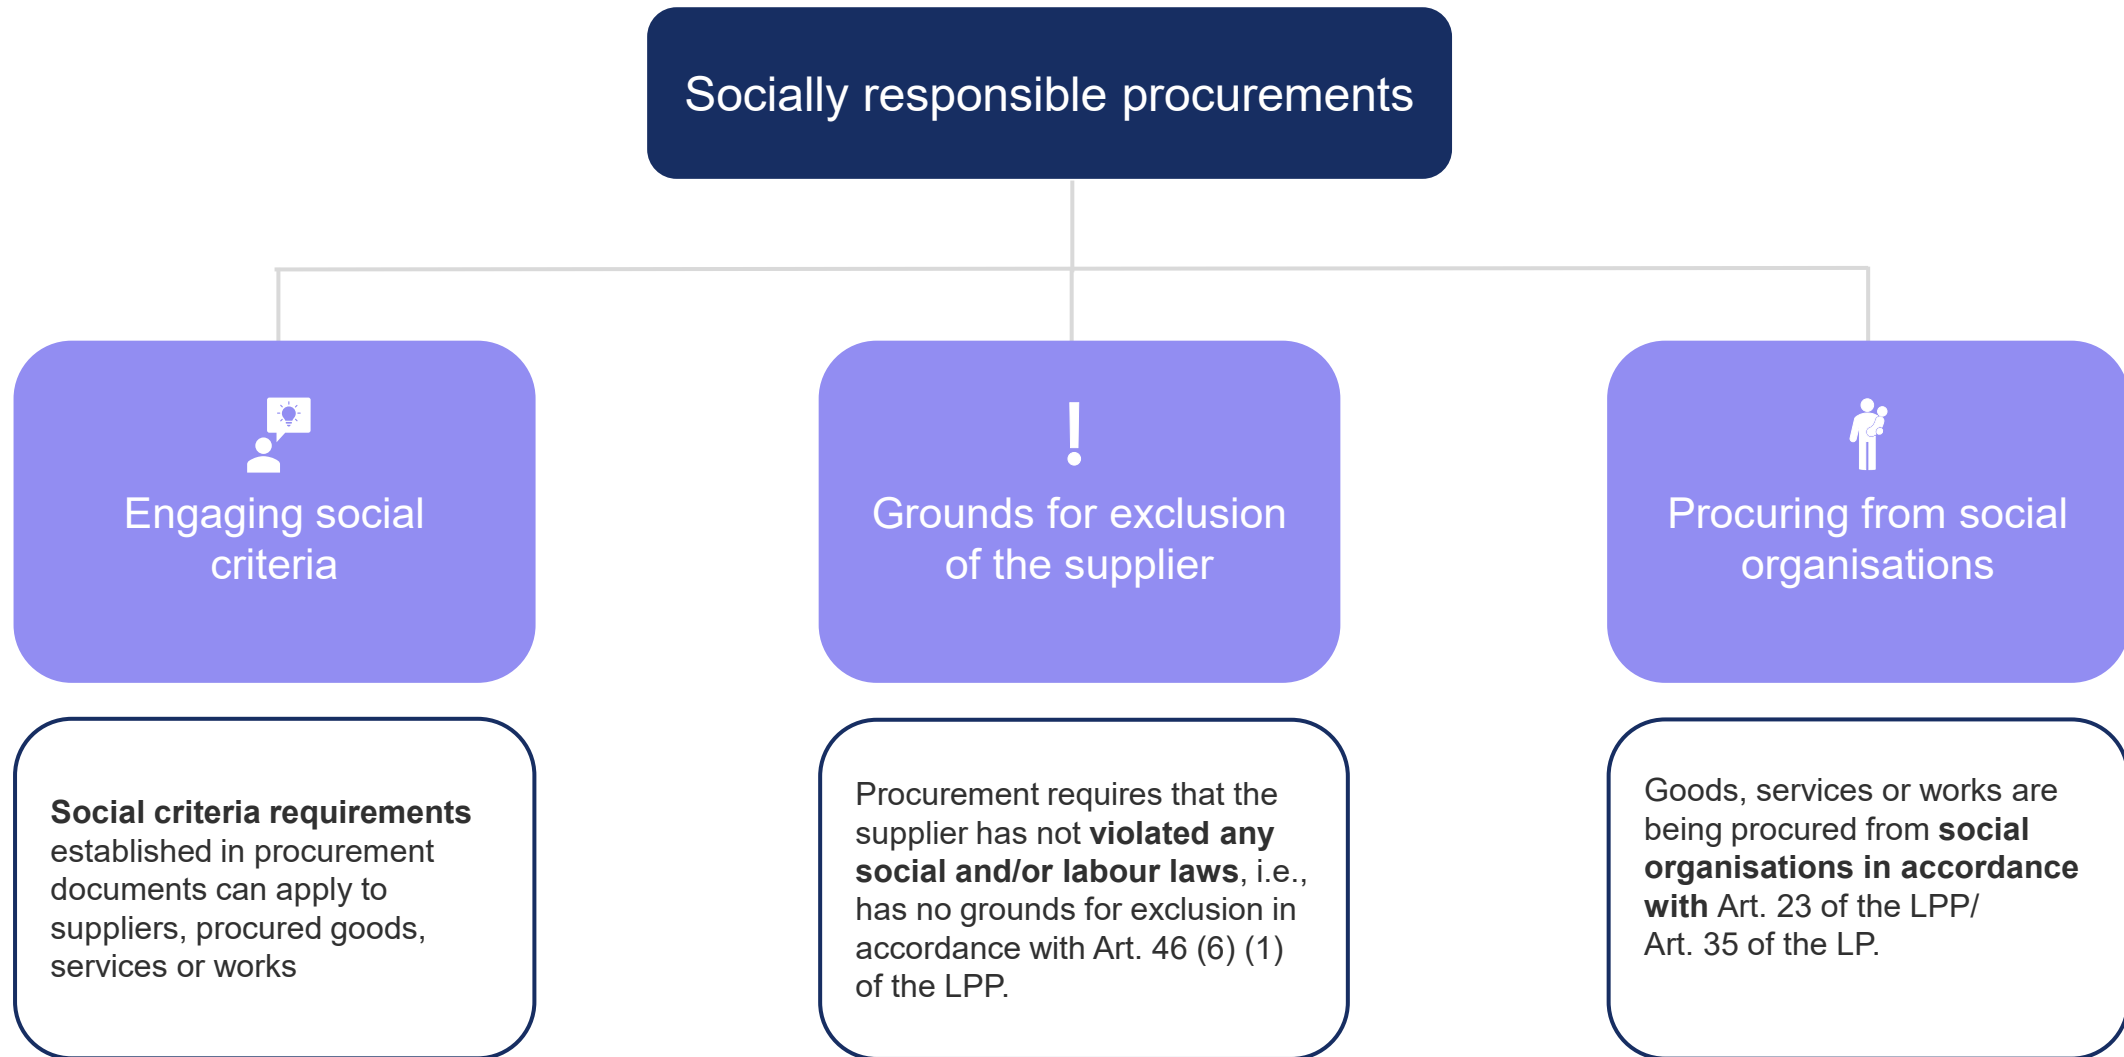 Socially responsible procurements
Engaging social
criteria
Grounds for exclusion
of the supplier
Procuring from social
organisations
Social criteria requirements
established in procurement
documents can apply to
suppliers, procured goods,
services or works
Procurement requires that the
supplier has not violated any
social and/or labour laws, i.e.,
has no grounds for exclusion in
accordance with Art. 46 (6) (1)
of the LPP.
Goods, services or works are
being procured from social
organisations in accordance
with Art. 23 of the LPP/
Art. 35 of the LP.